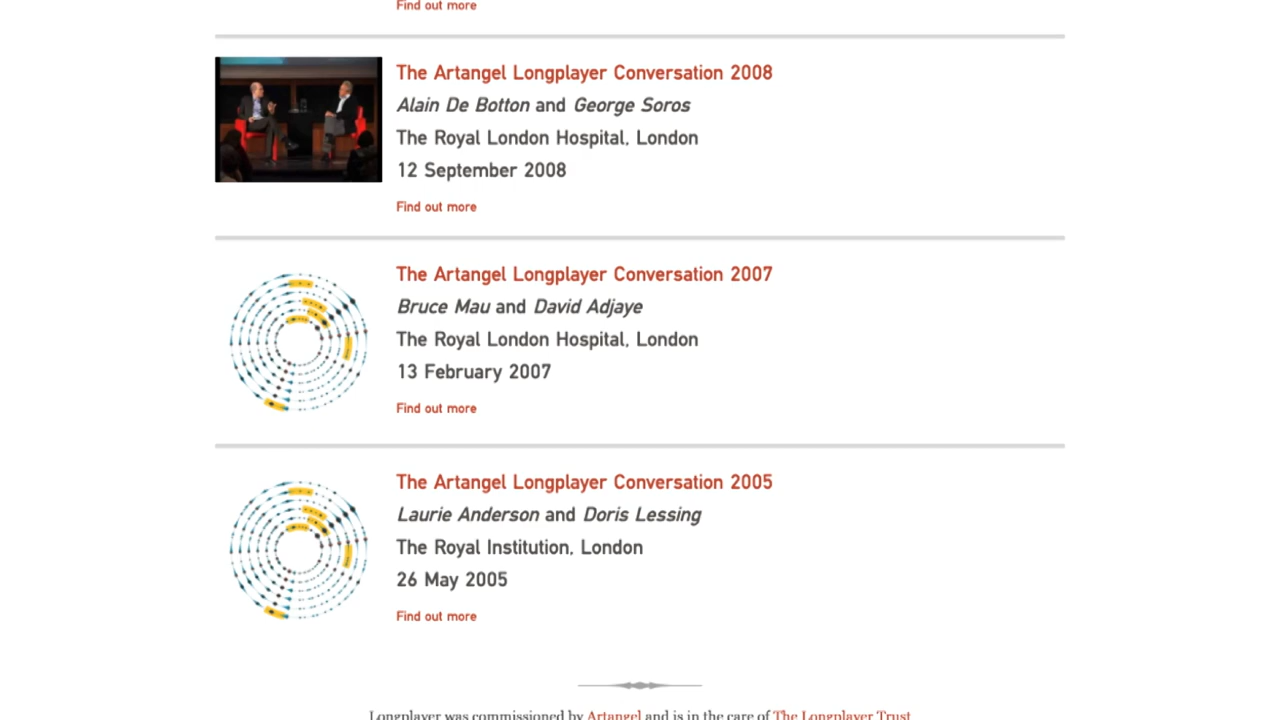 Find out more
The Artangel Longplayer Conversation 2008
Alain De Botton and George Soros
The Royal London Hospital, London
12 September 2008
Find out more
The Artangel Longplayer Conversation 2007
Bruce Mau and David Adjaye
The Royal London Hospital, London
13 February 2007
Find out more
The Artangel Longplayer Conversation 2005
Laurie Anderson and Doris Lessing
The Royal Institution, London
26 May 2005
Find out more
Longplayer was commissioned by Artangel and is in the care of The Longplayer Trust